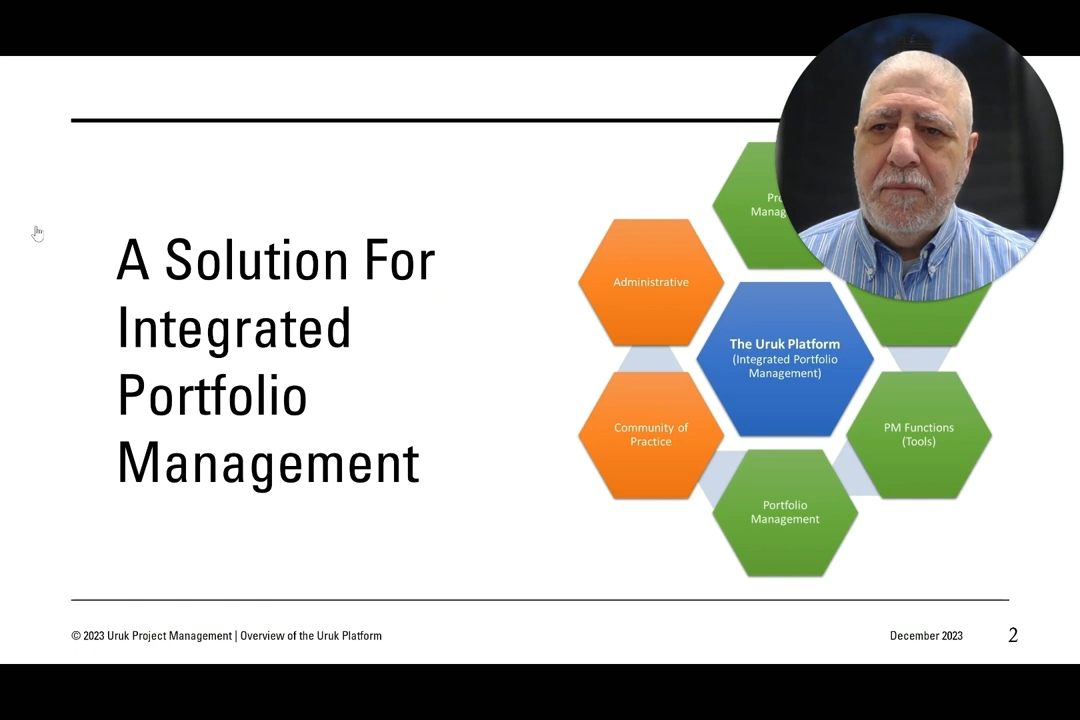 A Solution For
Integrated
Portfolio
Management
Administrative
The Uruk Platform
(Integrated Portfolio
Management)
Community of
Practice
PM Functions
(Tools)
Portfolio
Management
© 2023 Uruk Project Management | Overview of the Uruk Platform
December 2023
2